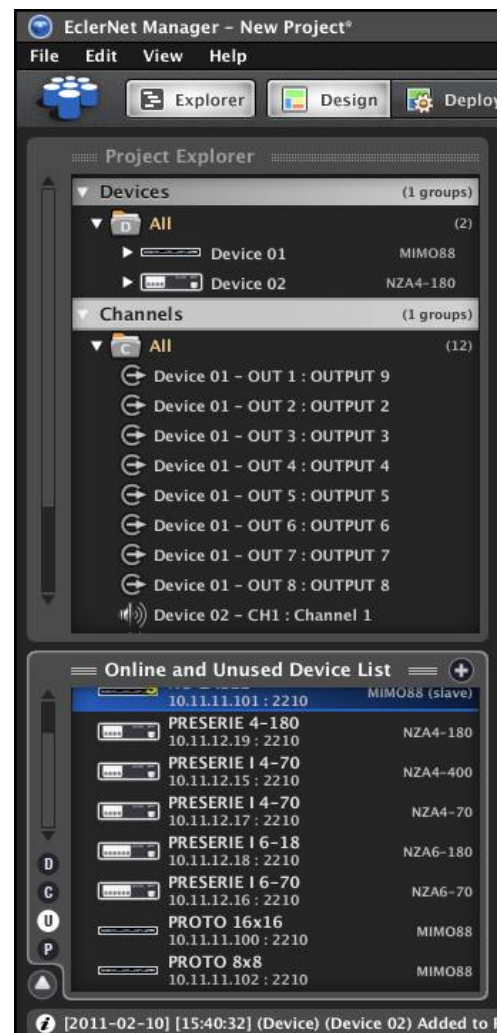 EclerNet Manager – New Project*
File Edit View Help
Explorer Design Deploy
Project Explorer
Devices (1 groups)
D All (2)
Device 01 MIMO88
Device 02 NZA4-180
Channels (1 groups)
C All (12)
Device 01 – OUT 1 : OUTPUT 9
Device 01 – OUT 2 : OUTPUT 2
Device 01 – OUT 3 : OUTPUT 3
Device 01 – OUT 4 : OUTPUT 4
Device 01 – OUT 5 : OUTPUT 5
Device 01 – OUT 6 : OUTPUT 6
Device 01 – OUT 7 : OUTPUT 7
Device 01 – OUT 8 : OUTPUT 8
Device 02 – CH1 : Channel 1
Online and Unused Device List
MIMO88 (slave)
10.11.11.101 : 2210
PRESERIE 4-180
10.11.12.19 : 2210 NZA4-180
PRESERIE I 4-70
10.11.12.15 : 2210 NZA4-400
PRESERIE I 4-70
10.11.12.17 : 2210 NZA4-70
PRESERIE I 6-18
10.11.12.18 : 2210 NZA6-180
PRESERIE I 6-70
10.11.12.16 : 2210 NZA6-70
PROTO 16x16
10.11.11.100 : 2210 MIMO88
PROTO 8x8
10.11.11.102 : 2210 MIMO88
D
C
U
P
[2011-02-10] [15:40:32] (Device) (Device 02) Added to